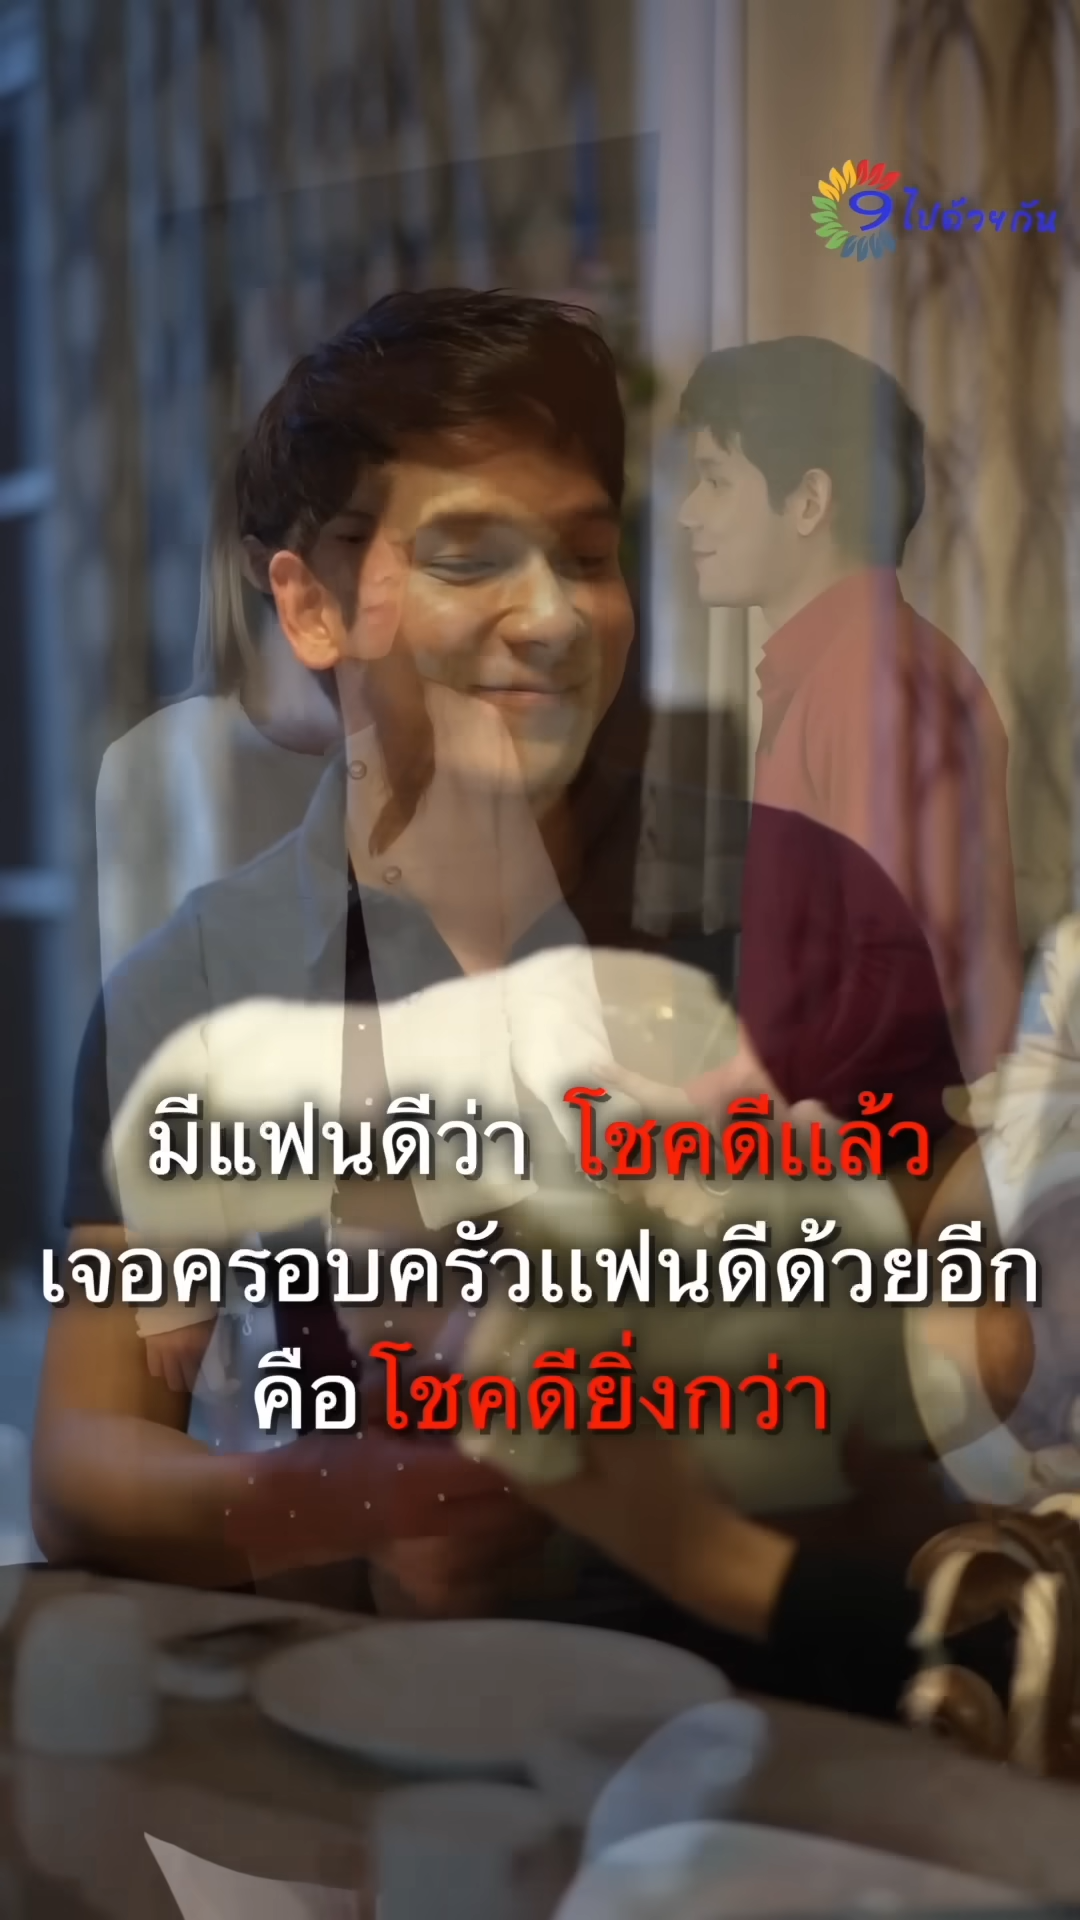 9 ไปด้วยกัน
มีแฟนดีว่า โชคดีแล้ว
เจอครอบครัวแฟนดีด้วยอีก
คือโชคดียิ่งกว่า